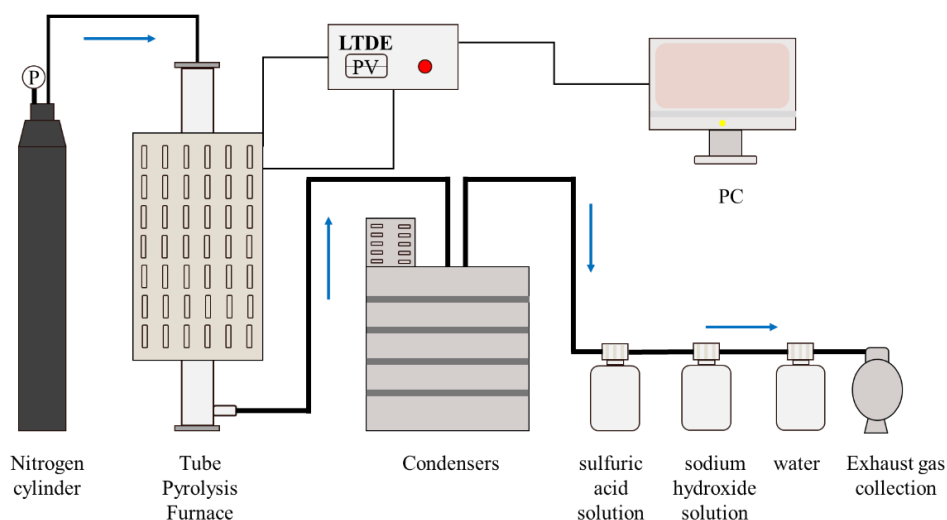 LTDE
PV
P
PC
Nitrogen
cylinder
Tube
Pyrolysis
Furnace
Condensers
sulfuric
acid
solution
sodium
hydroxide
solution
water
Exhaust gas
collection